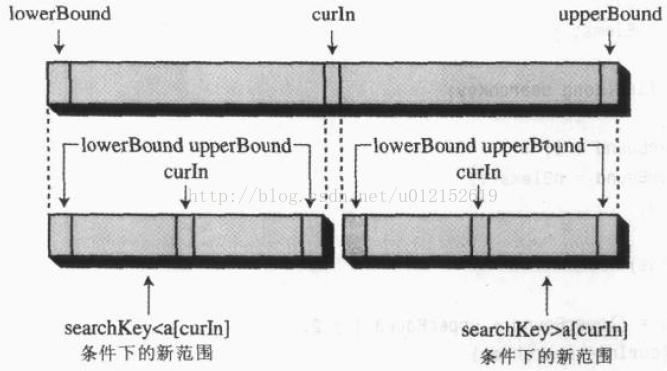 lowerBound curIn upperBound
lowerBound upperBound lowerBound upperBound
curIn curIn
http://blog.csdn.net/u012152619
searchKey<a[curIn] searchKey>a[curIn]
条件下的新范围 条件下的新范围